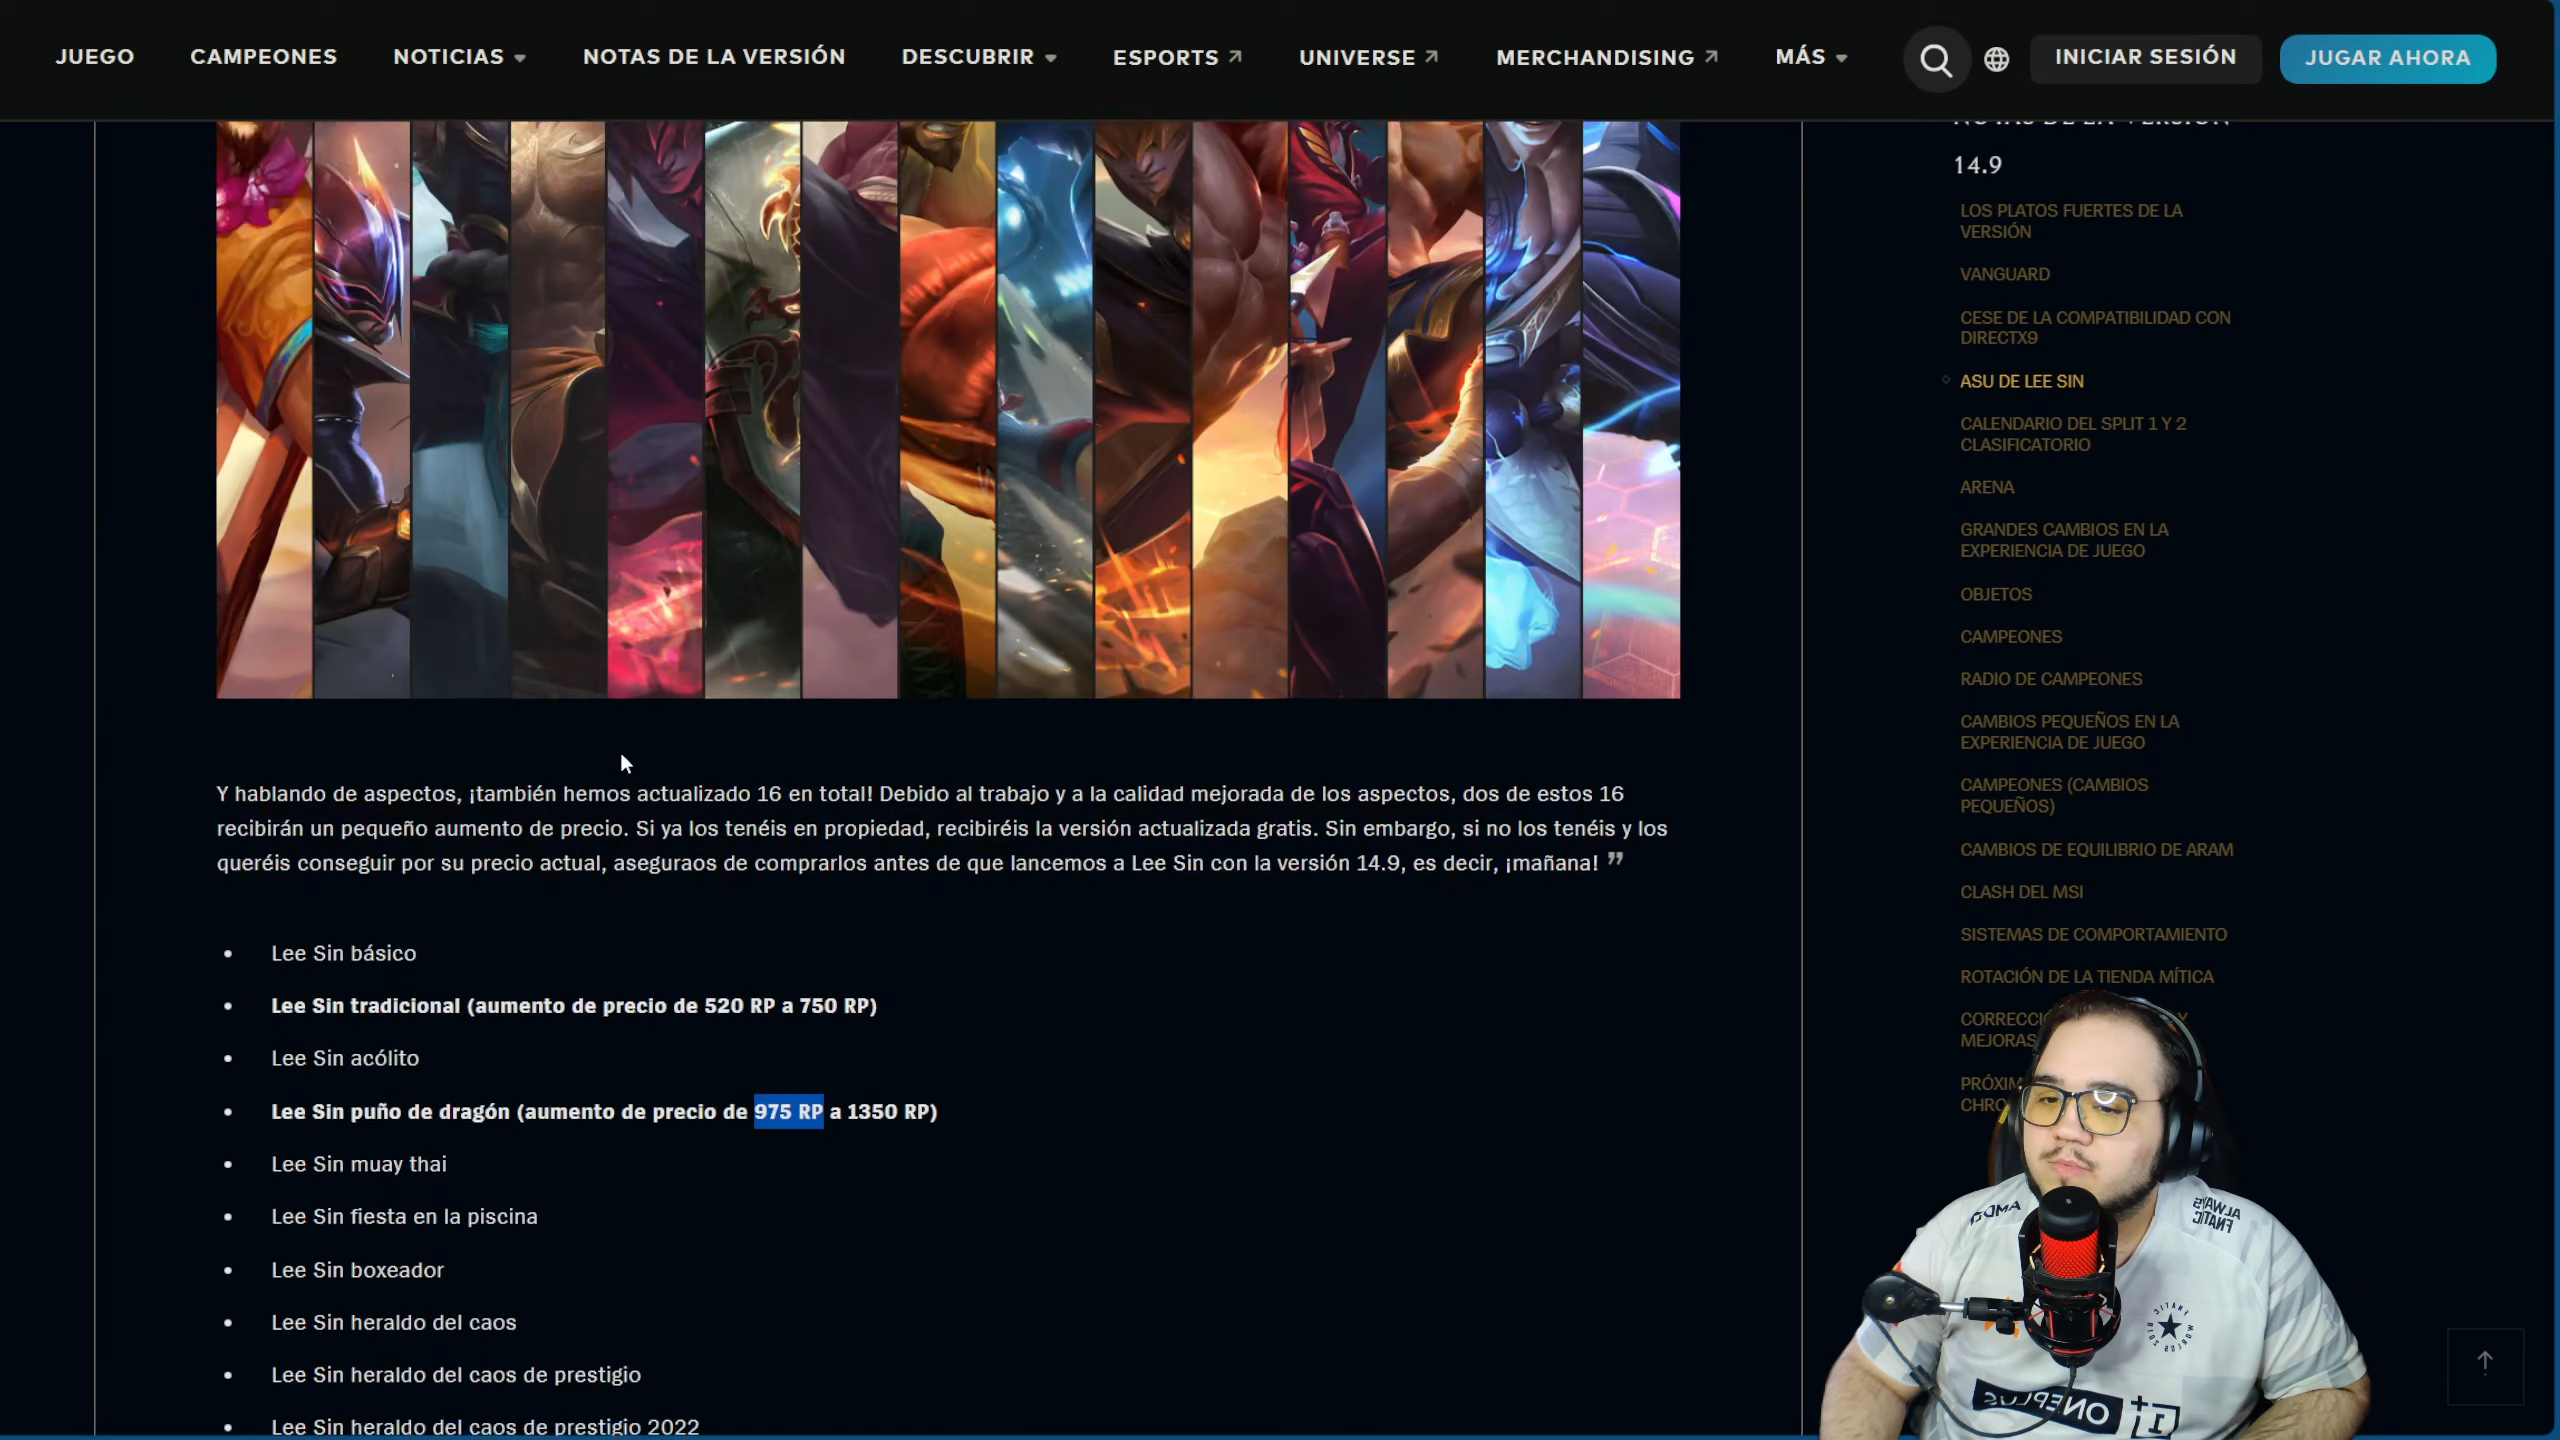 JUEGO CAMPEONES NOTICIAS NOTAS DE LA VERSIÓN DESCUBRIR ESPORTS UNIVERSE MERCHANDISING MÁS INICIAR SESIÓN JUGAR AHORA
NOTAS DE LA VERSIÓN
14.9
LOS PLATOS FUERTES DE LA
VERSIÓN
VANGUARD
CESE DE LA COMPATIBILIDAD CON
DIRECTX9
ASU DE LEE SIN
CALENDARIO DEL SPLIT 1 Y 2
CLASIFICATORIO
ARENA
GRANDES CAMBIOS EN LA
EXPERIENCIA DE JUEGO
OBJETOS
CAMPEONES
RADIO DE CAMPEONES
CAMBIOS PEQUEÑOS EN LA
EXPERIENCIA DE JUEGO
CAMPEONES (CAMBIOS
PEQUEÑOS)
CAMBIOS DE EQUILIBRIO DE ARAM
CLASH DEL MSI
SISTEMAS DE COMPORTAMIENTO
ROTACIÓN DE LA TIENDA MÍTICA
Y
MEJORAS
Y hablando de aspectos, ¡también hemos actualizado 16 en total! Debido al trabajo y a la calidad mejorada de los aspectos, dos de estos 16
recibirán un pequeño aumento de precio. Si ya los tenéis en propiedad, recibiréis la versión actualizada gratis. Sin embargo, si no los tenéis y los
queréis conseguir por su precio actual, aseguraos de comprarlos antes de que lancemos a Lee Sin con la versión 14.9, es decir, ¡mañana! ”
• Lee Sin básico
• Lee Sin tradicional (aumento de precio de 520 RP a 750 RP)
• Lee Sin acólito
• Lee Sin puño de dragón (aumento de precio de 975 RP a 1350 RP)
• Lee Sin muay thai
• Lee Sin fiesta en la piscina
• Lee Sin boxeador
• Lee Sin heraldo del caos
• Lee Sin heraldo del caos de prestigio
• Lee Sin heraldo del caos de prestigio 2022
ALWAYS
FNATIC
ONEPLUS